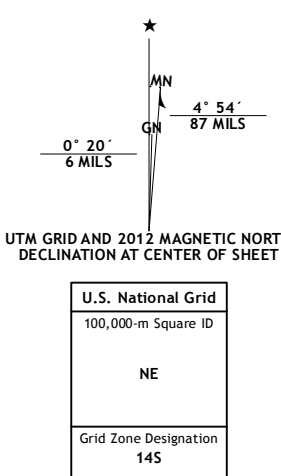 ★
MN
4° 54´
87 MILS
GN
0° 20´
6 MILS
UTM GRID AND 2012 MAGNETIC NORT
DECLINATION AT CENTER OF SHEET
U.S. National Grid
100,000-m Square ID
NE
Grid Zone Designation
14S